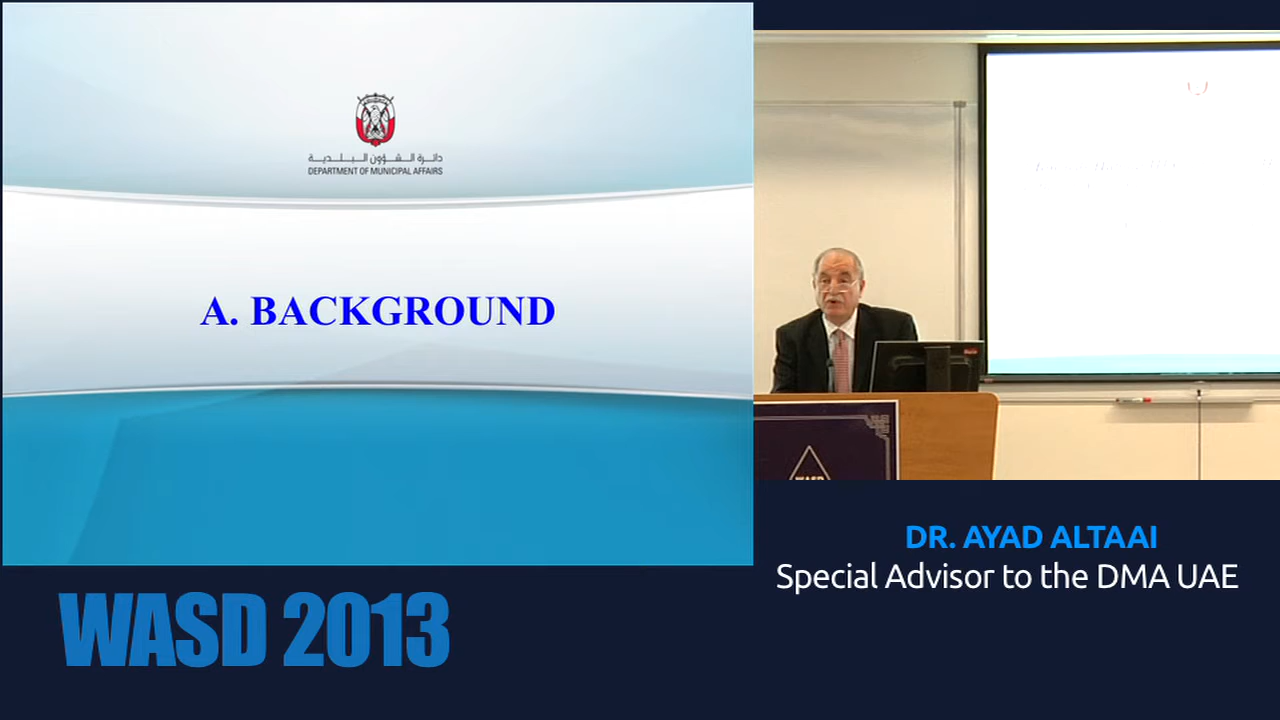 دائرة الشؤون البلدية
DEPARTMENT OF MUNICIPAL AFFAIRS
A. BACKGROUND
WASD
DR. AYAD ALTAAI
Special Advisor to the DMA UAE
WASD 2013